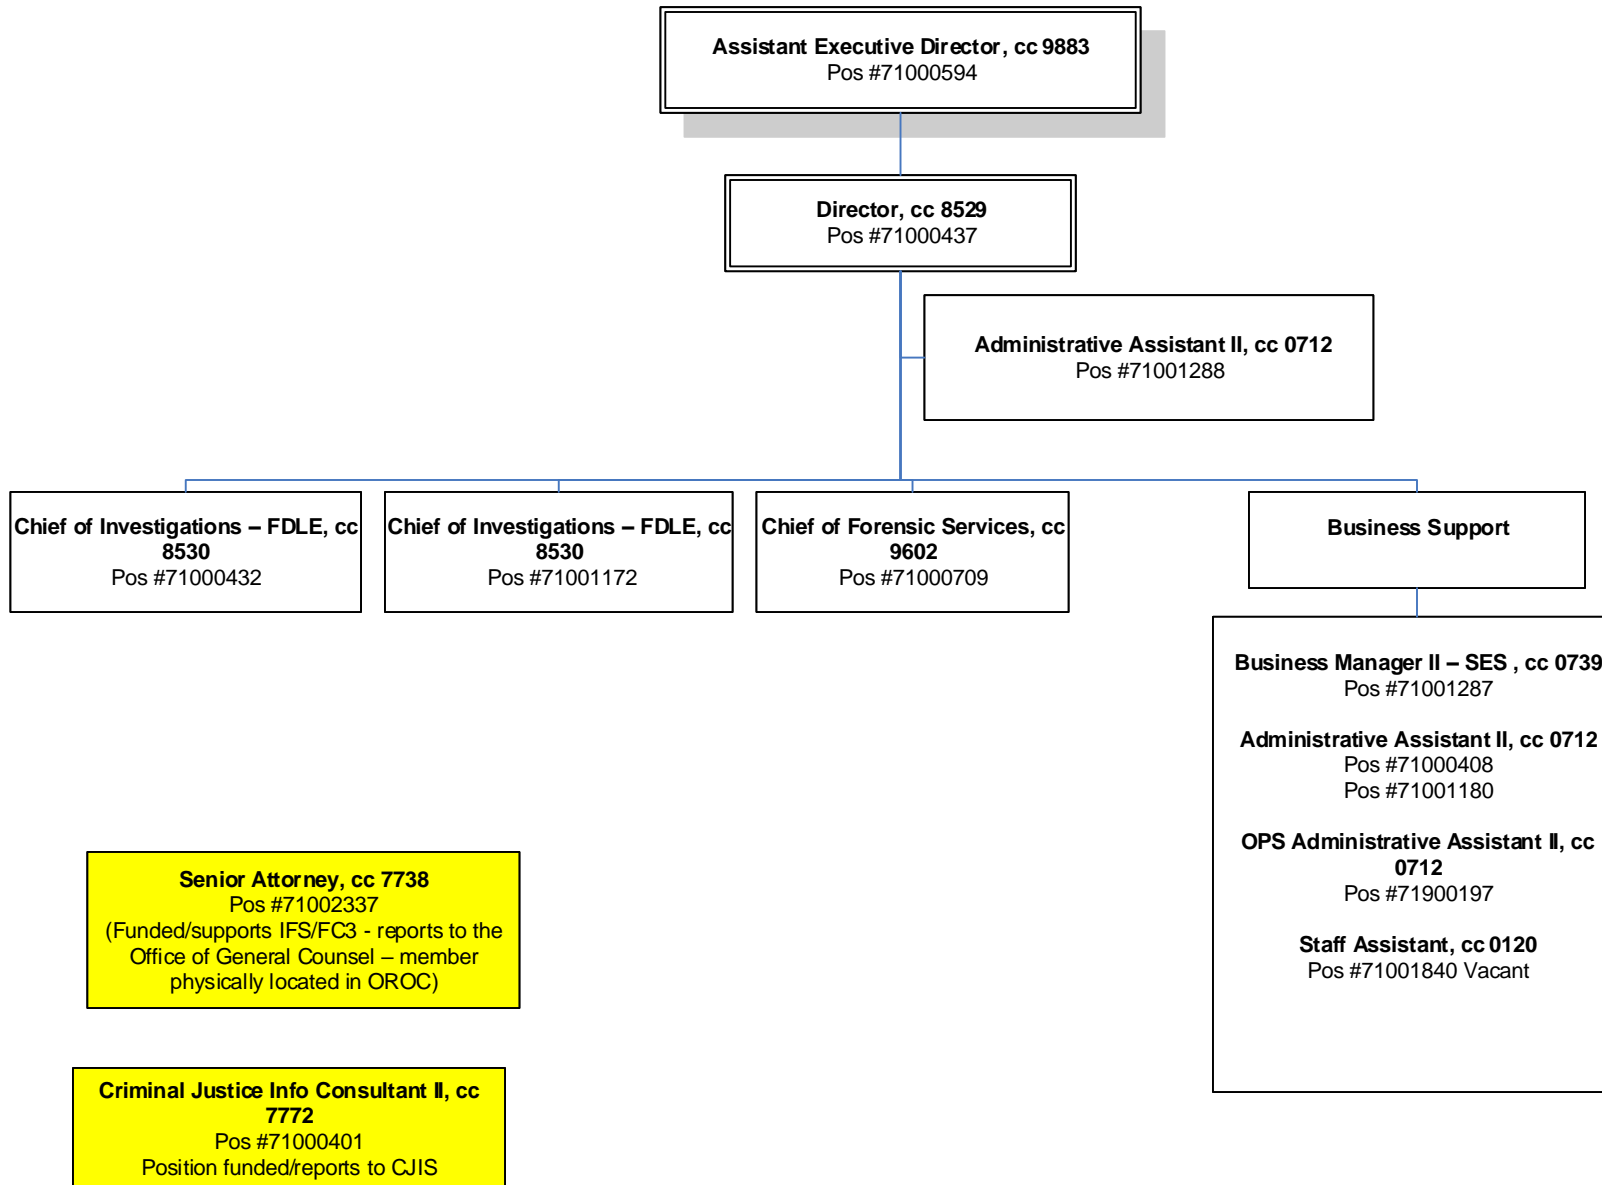 Assistant Executive Director, cc 9883
Pos #71000594
Director, cc 8529
Pos #71000437
Administrative Assistant II, cc 0712
Pos #71001288
Chief of Investigations – FDLE, cc
8530
Pos #71000432
Chief of Investigations – FDLE, cc
8530
Pos #71001172
Chief of Forensic Services, cc
9602
Pos #71000709
Business Support
Business Manager II – SES , cc 0739
Pos #71001287
Administrative Assistant II, cc 0712
Pos #71000408
Pos #71001180
OPS Administrative Assistant II, cc
0712
Pos #71900197
Staff Assistant, cc 0120
Pos #71001840 Vacant
Senior Attorney, cc 7738
Pos #71002337
(Funded/supports IFS/FC3 - reports to the
Office of General Counsel – member
physically located in OROC)
Criminal Justice Info Consultant II, cc
7772
Pos #71000401
Position funded/reports to CJIS